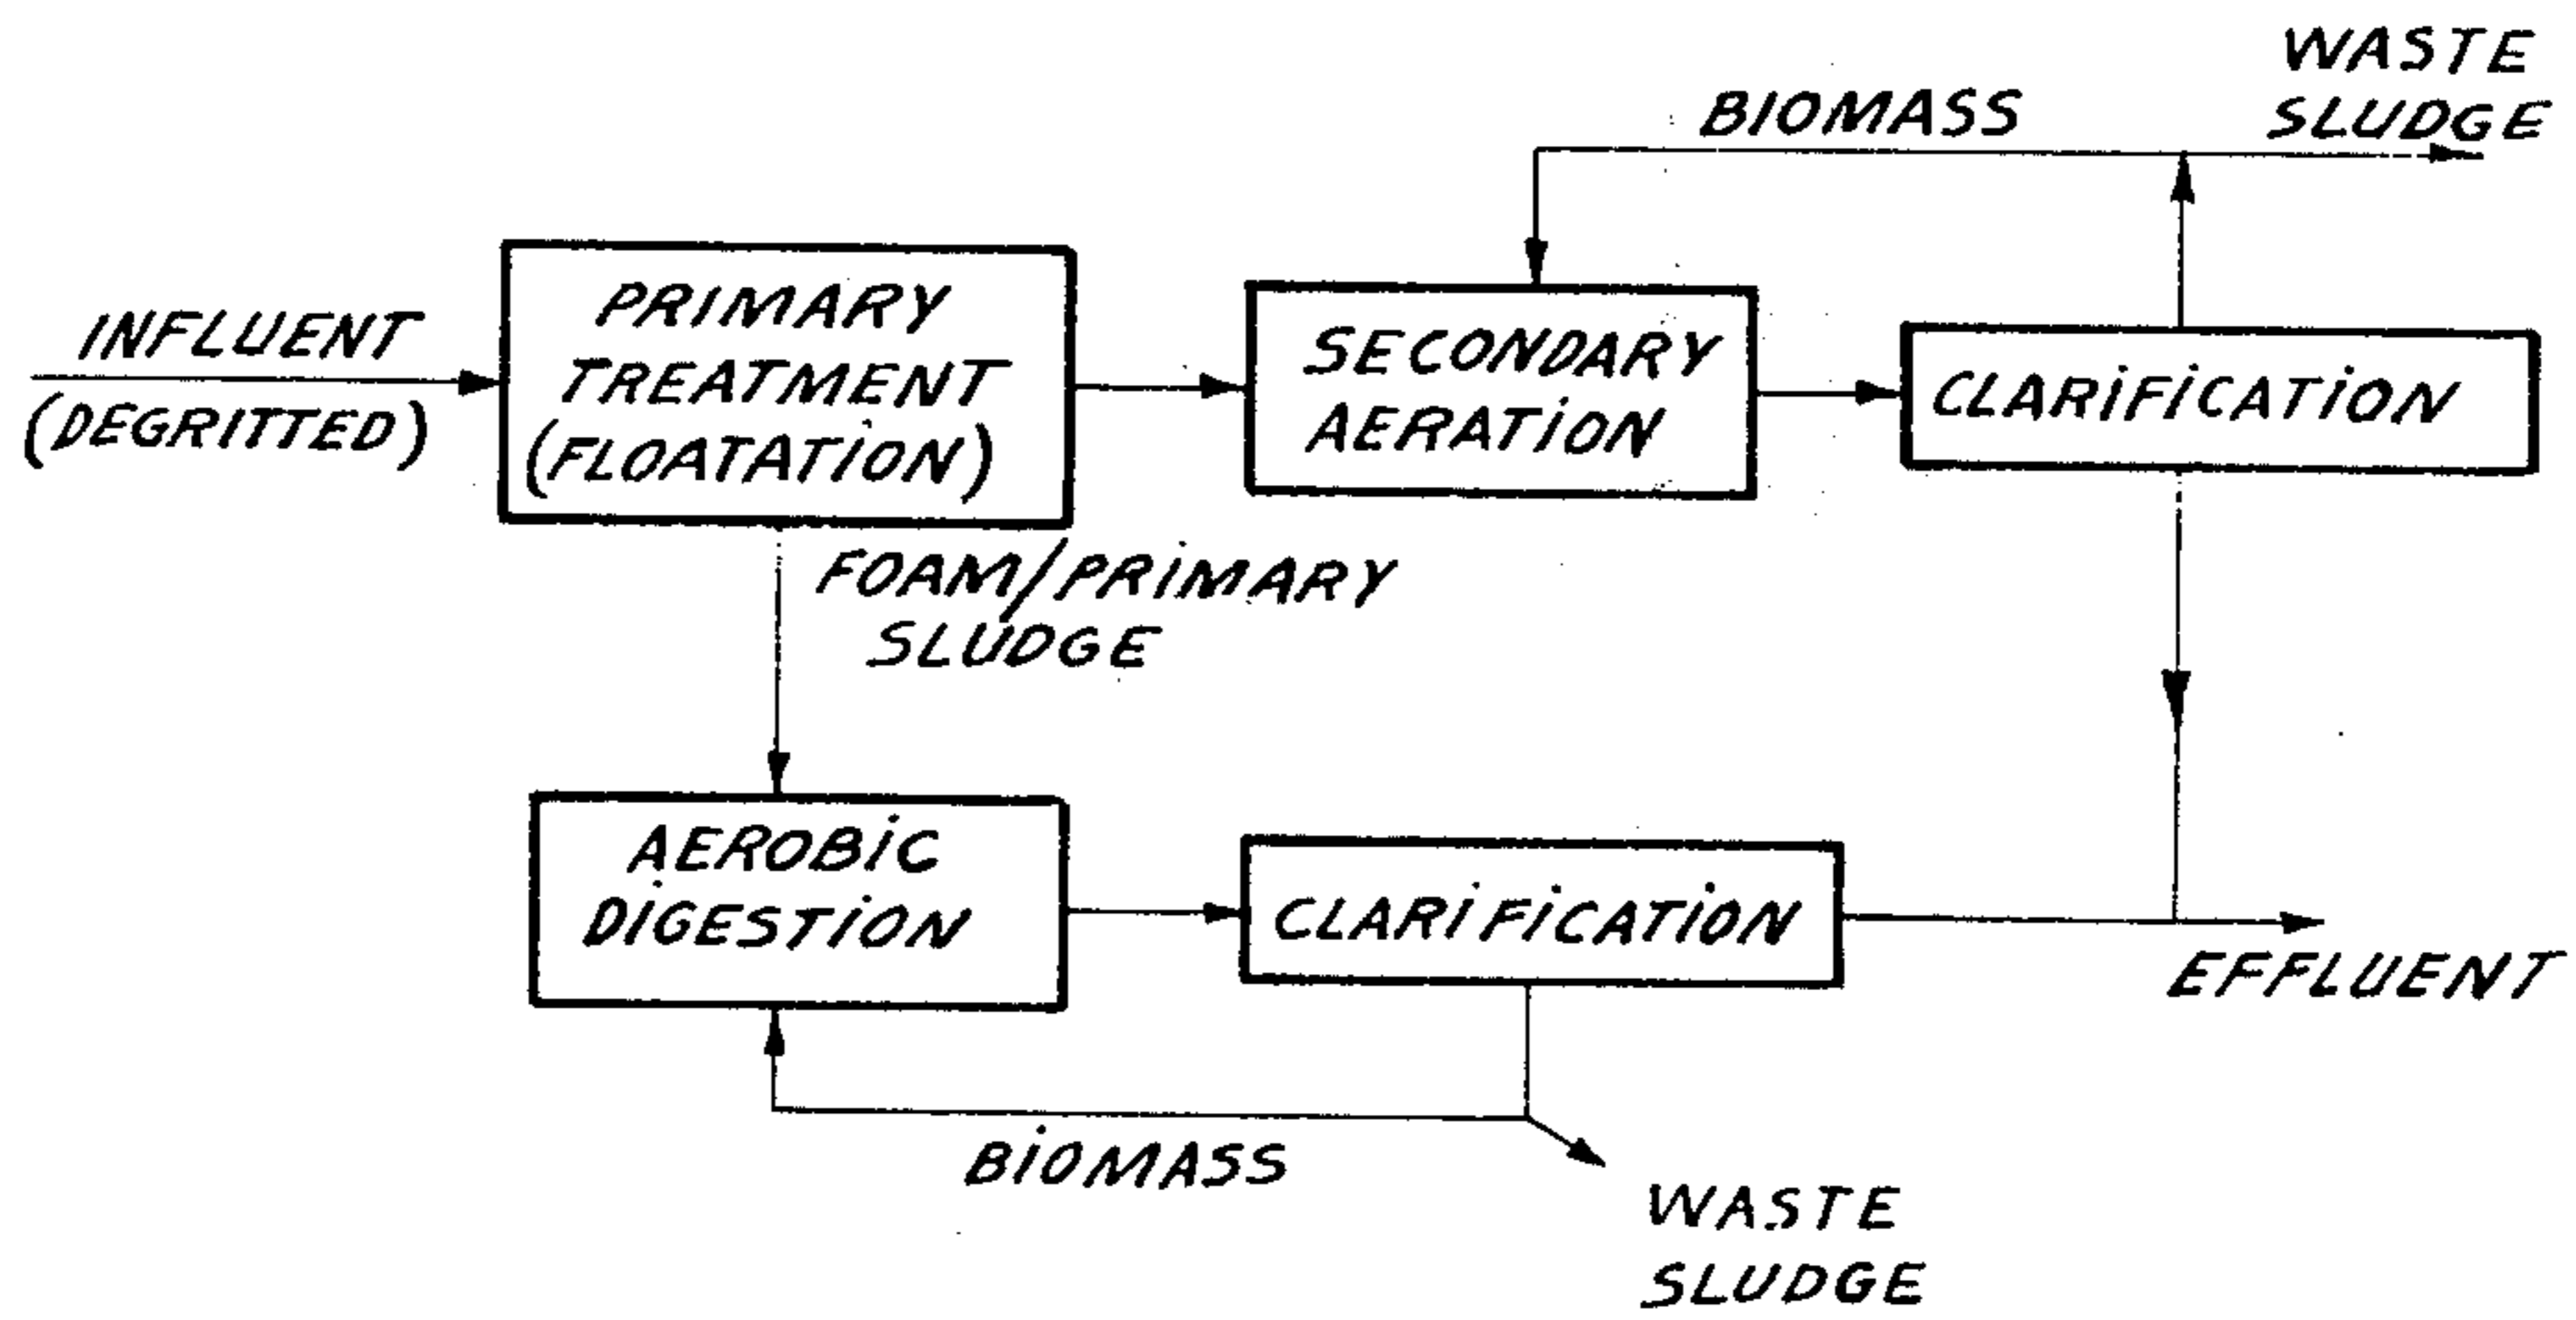 WASTE
SLUDGE
BIOMASS
INFLUENT
(DEGRITTED)
PRIMARY
TREATMENT
(FLOATATION)
SECONDARY
AERATION
CLARIFICATION
FOAM/PRIMARY
SLUDGE
AEROBIC
DIGESTION
CLARIFICATION
EFFLUENT
BIOMASS
WASTE
SLUDGE